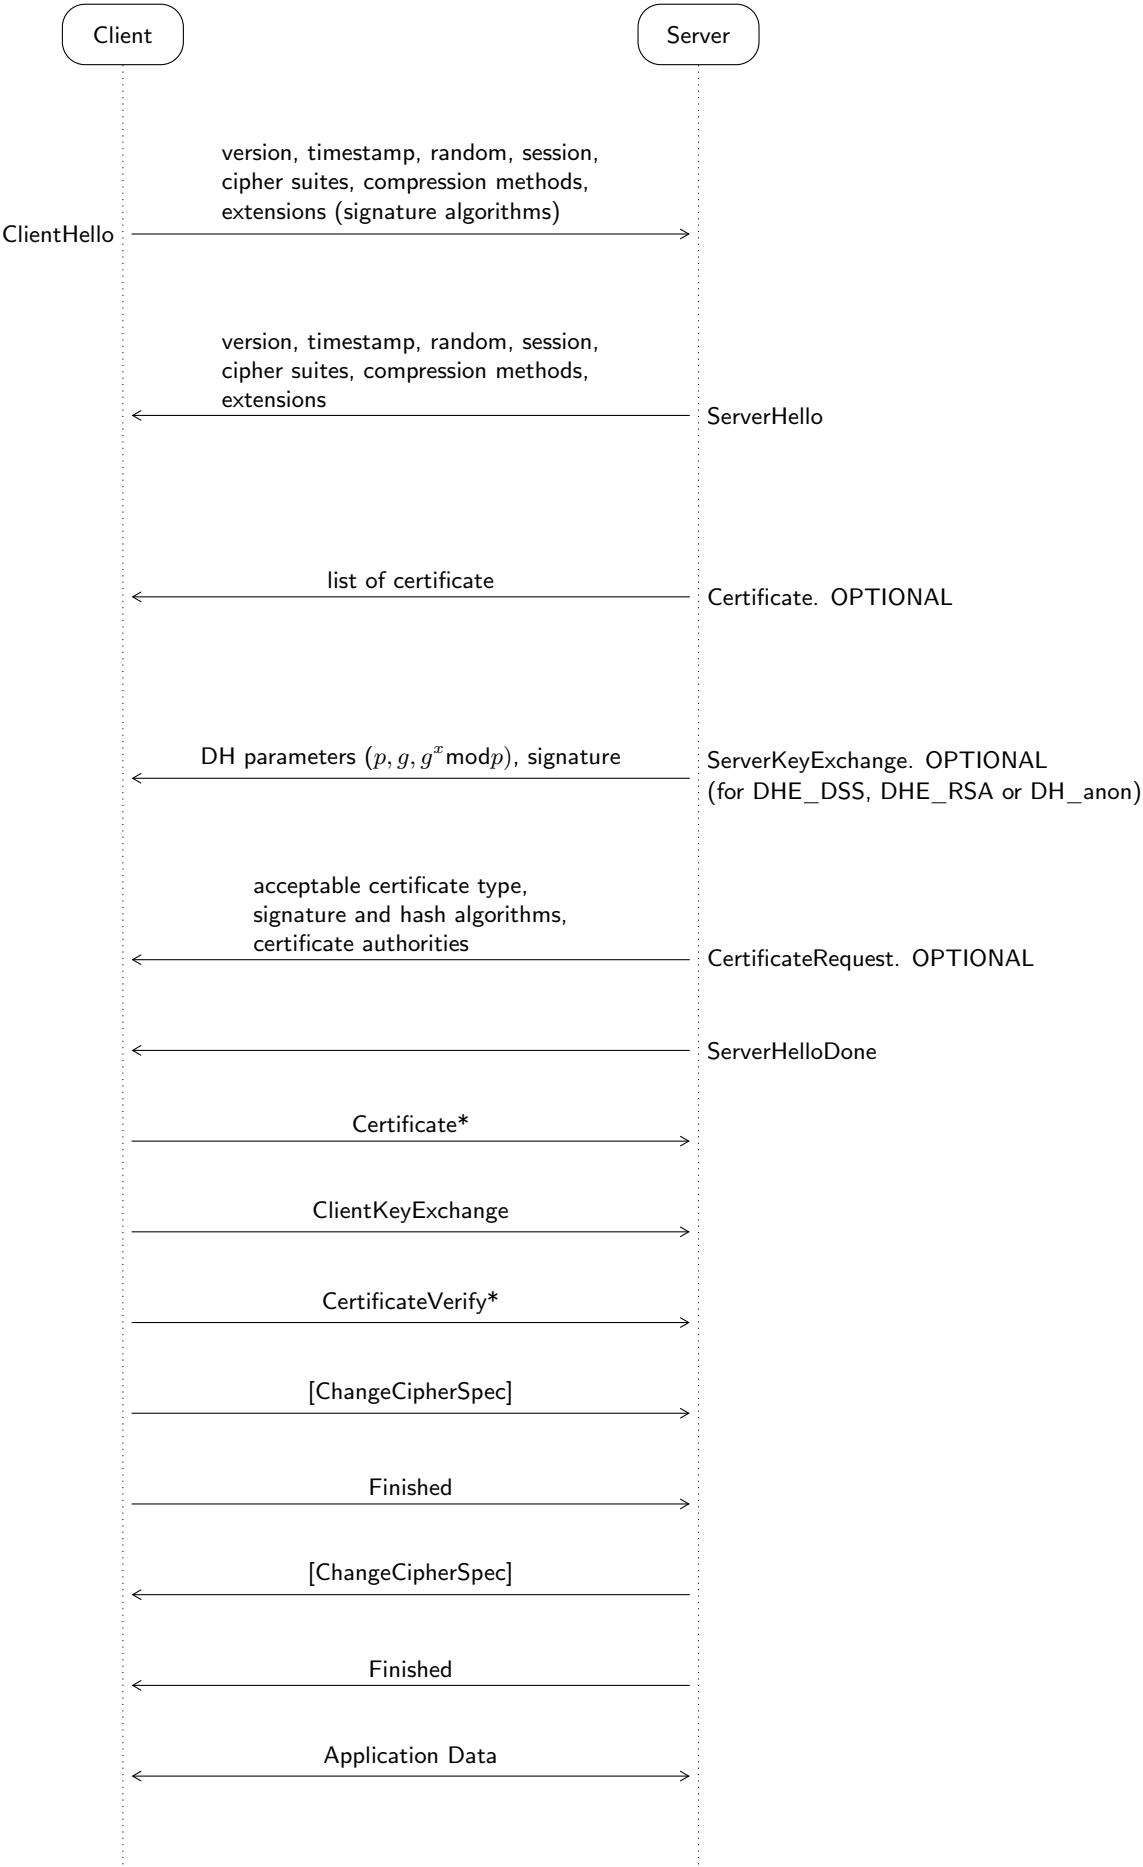 Client
Server
version, timestamp, random, session,
cipher suites, compression methods,
extensions (signature algorithms)
ClientHello
version, timestamp, random, session,
cipher suites, compression methods,
extensions
ServerHello
list of certificate
Certificate. OPTIONAL
DH parameters (p, g, gˣmodp), signature
ServerKeyExchange. OPTIONAL
(for DHE_DSS, DHE_RSA or DH_anon)
acceptable certificate type,
signature and hash algorithms,
certificate authorities
CertificateRequest. OPTIONAL
ServerHelloDone
Certificate*
ClientKeyExchange
CertificateVerify*
[ChangeCipherSpec]
Finished
[ChangeCipherSpec]
Finished
Application Data